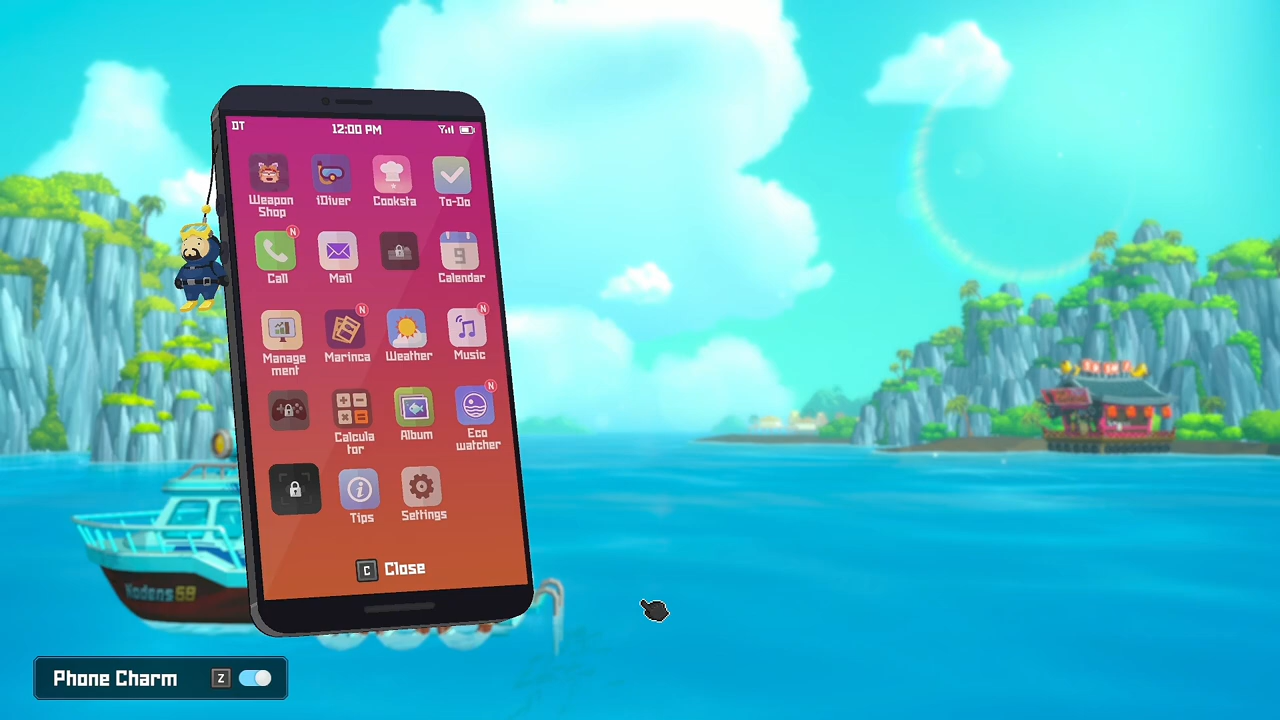 DT
12:00 PM
Weapon
Shop
iDiver
Cooksta
To-Do
N
Call
Mail
9
Calendar
Manage
ment
N
Marinca
Weather
N
Music
Calcula
tor
Album
N
Eco
watcher
Tips
Settings
C Close
Kodens58
Phone Charm Z